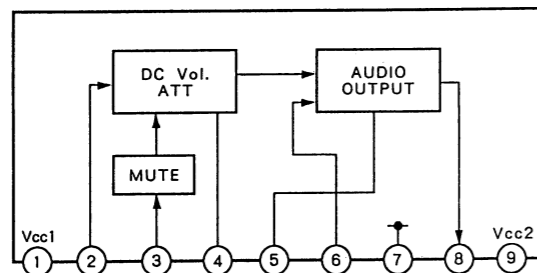 DC Vol.
ATT
AUDIO
OUTPUT
MUTE
Vcc1
Vcc2
1 2 3 4 5 6 7 8 9